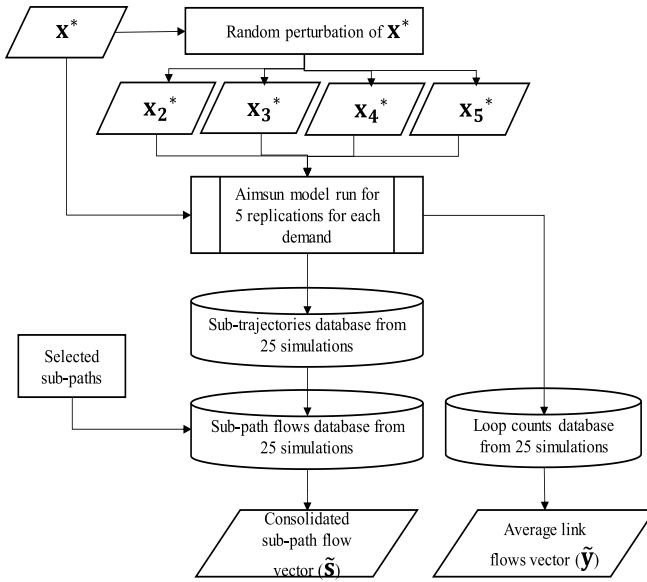 x*
Random perturbation of x*
x₂* x₃* x₄* x₅*
Aimsun model run for
5 replications for each
demand
Sub-trajectories database from
25 simulations
Selected
sub-paths
Sub-path flows database from
25 simulations
Loop counts database
from 25 simulations
Consolidated
sub-path flow
vector (s̃)
Average link
flows vector (ỹ)